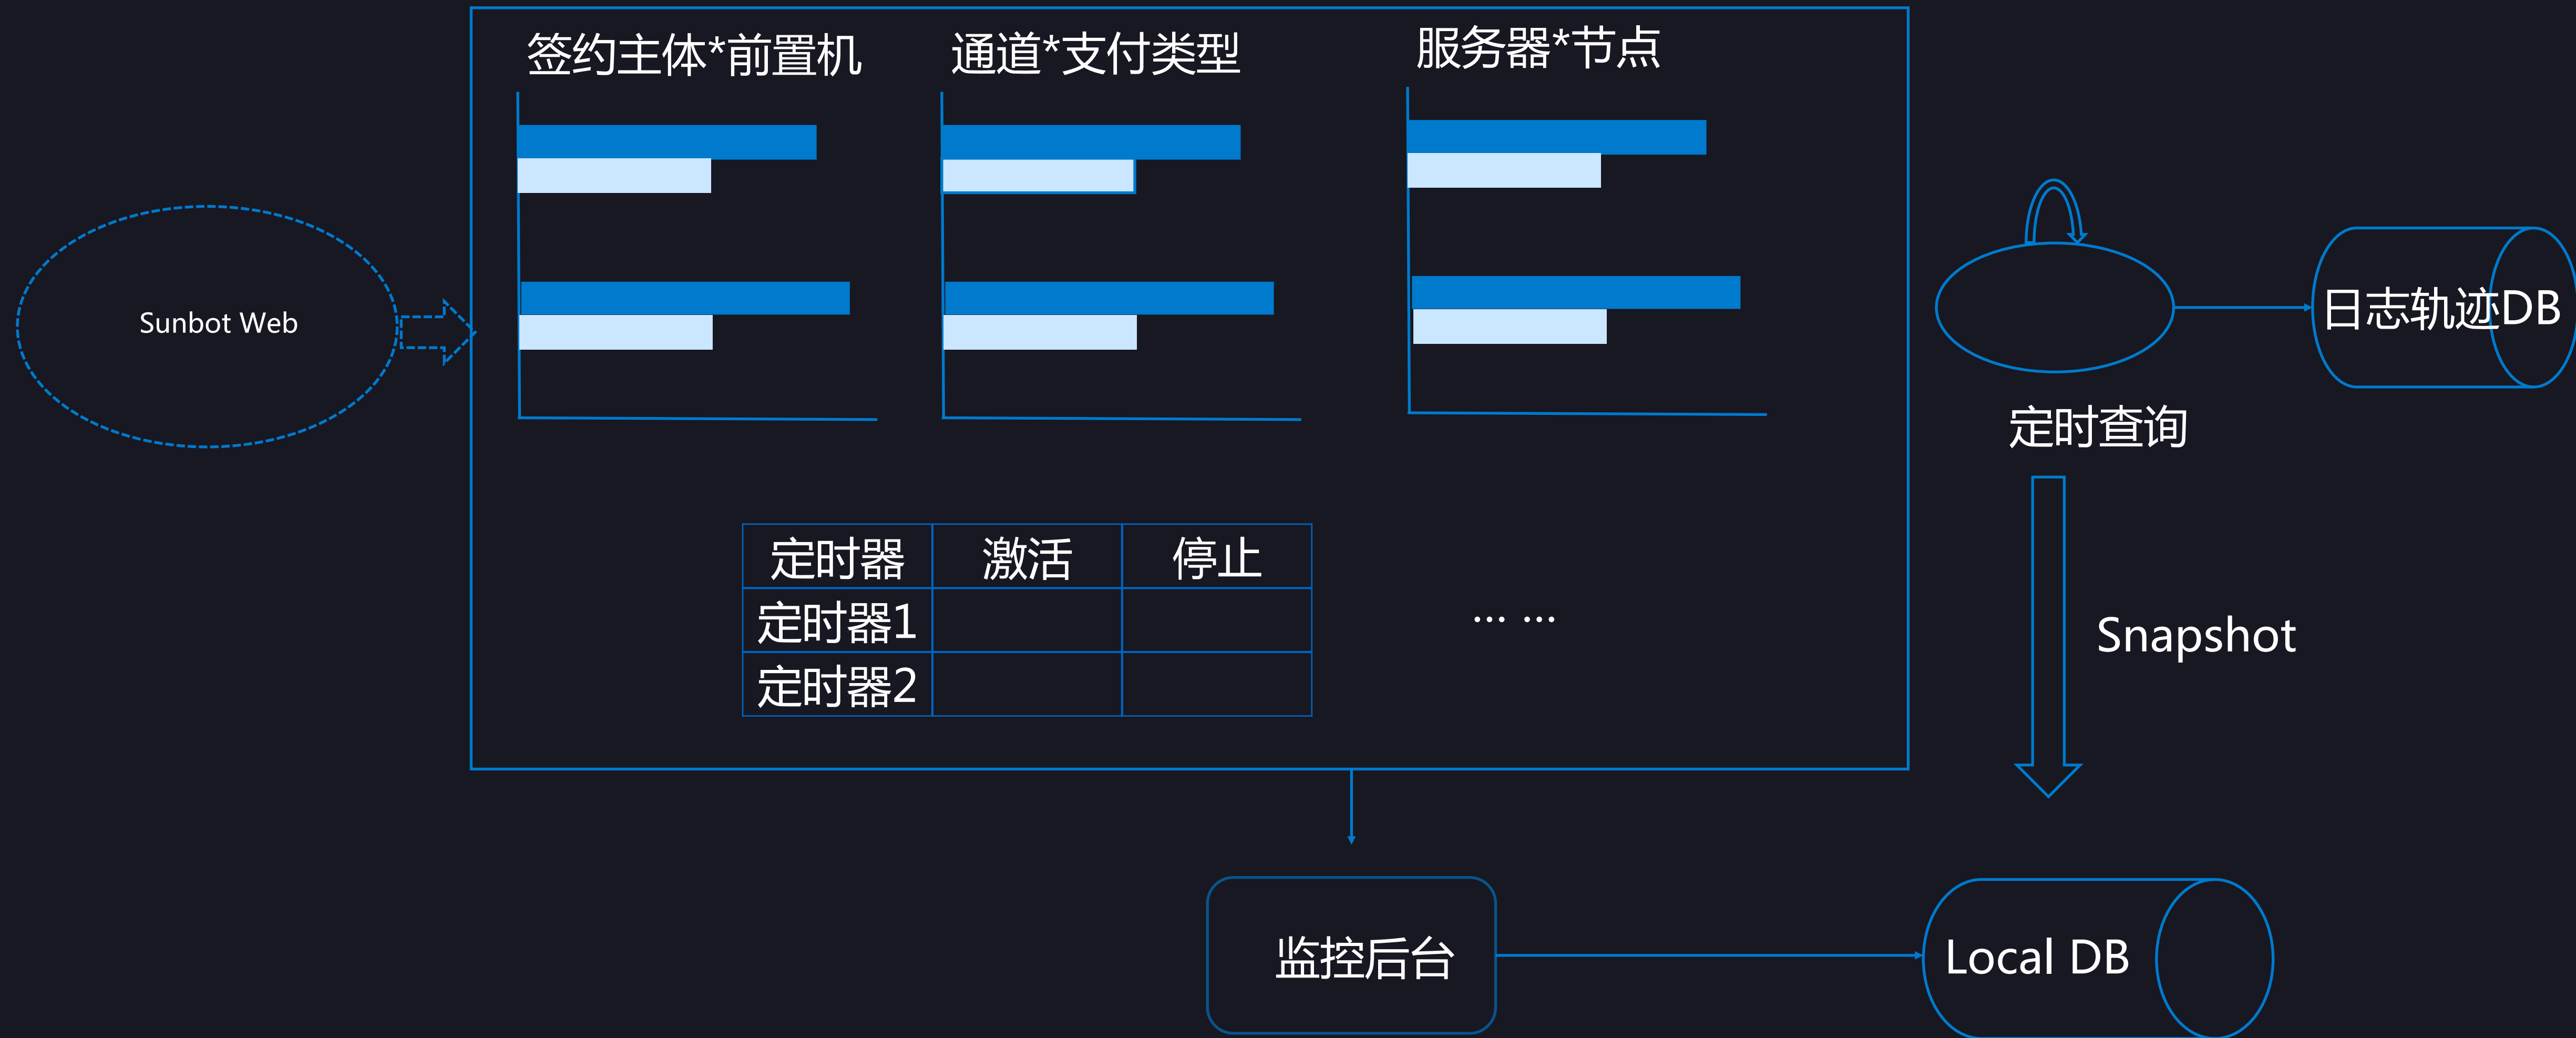 签约主体*前置机
通道*支付类型
服务器*节点
Sunbot Web
日志轨迹DB
定时查询
定时器 激活 停止
定时器1
定时器2
... ...
Snapshot
监控后台
Local DB